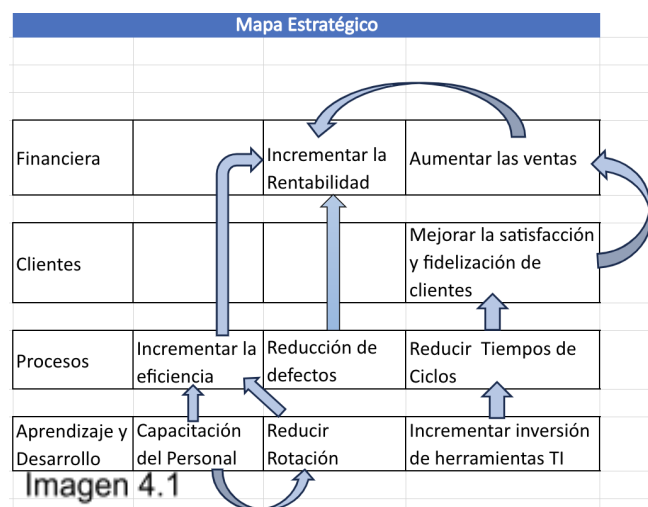 Mapa Estratégico
Financiera
Incrementar la
Rentabilidad
Aumentar las ventas
Clientes
Mejorar la satisfacción
y fidelización de
clientes
Procesos
Incrementar la
eficiencia
Reducción de
defectos
Reducir Tiempos de
Ciclos
Aprendizaje y
Desarrollo
Capacitación
del Personal
Reducir
Rotación
Incrementar inversión
de herramientas TI
Imagen 4.1